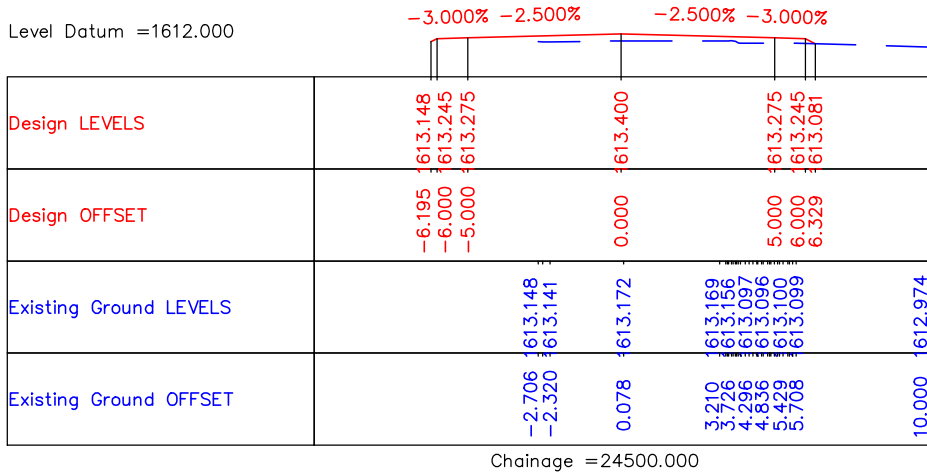 -3.000% -2.500% -2.500% -3.000%
Level Datum =1612.000
Design LEVELS 1613.148 1613.245 1613.275 1613.400 1613.275 1613.245 1613.081
Design OFFSET -6.195 -6.000 -5.000 0.000 5.000 6.000 6.329
Existing Ground LEVELS 1613.148 1613.141 1613.172 1613.169 1613.156 1613.097 1613.096 1613.100 1613.099 1612.974
Existing Ground OFFSET -2.706 -2.320 0.078 3.210 3.726 4.296 4.836 5.429 5.708 10.000
Chainage =24500.000